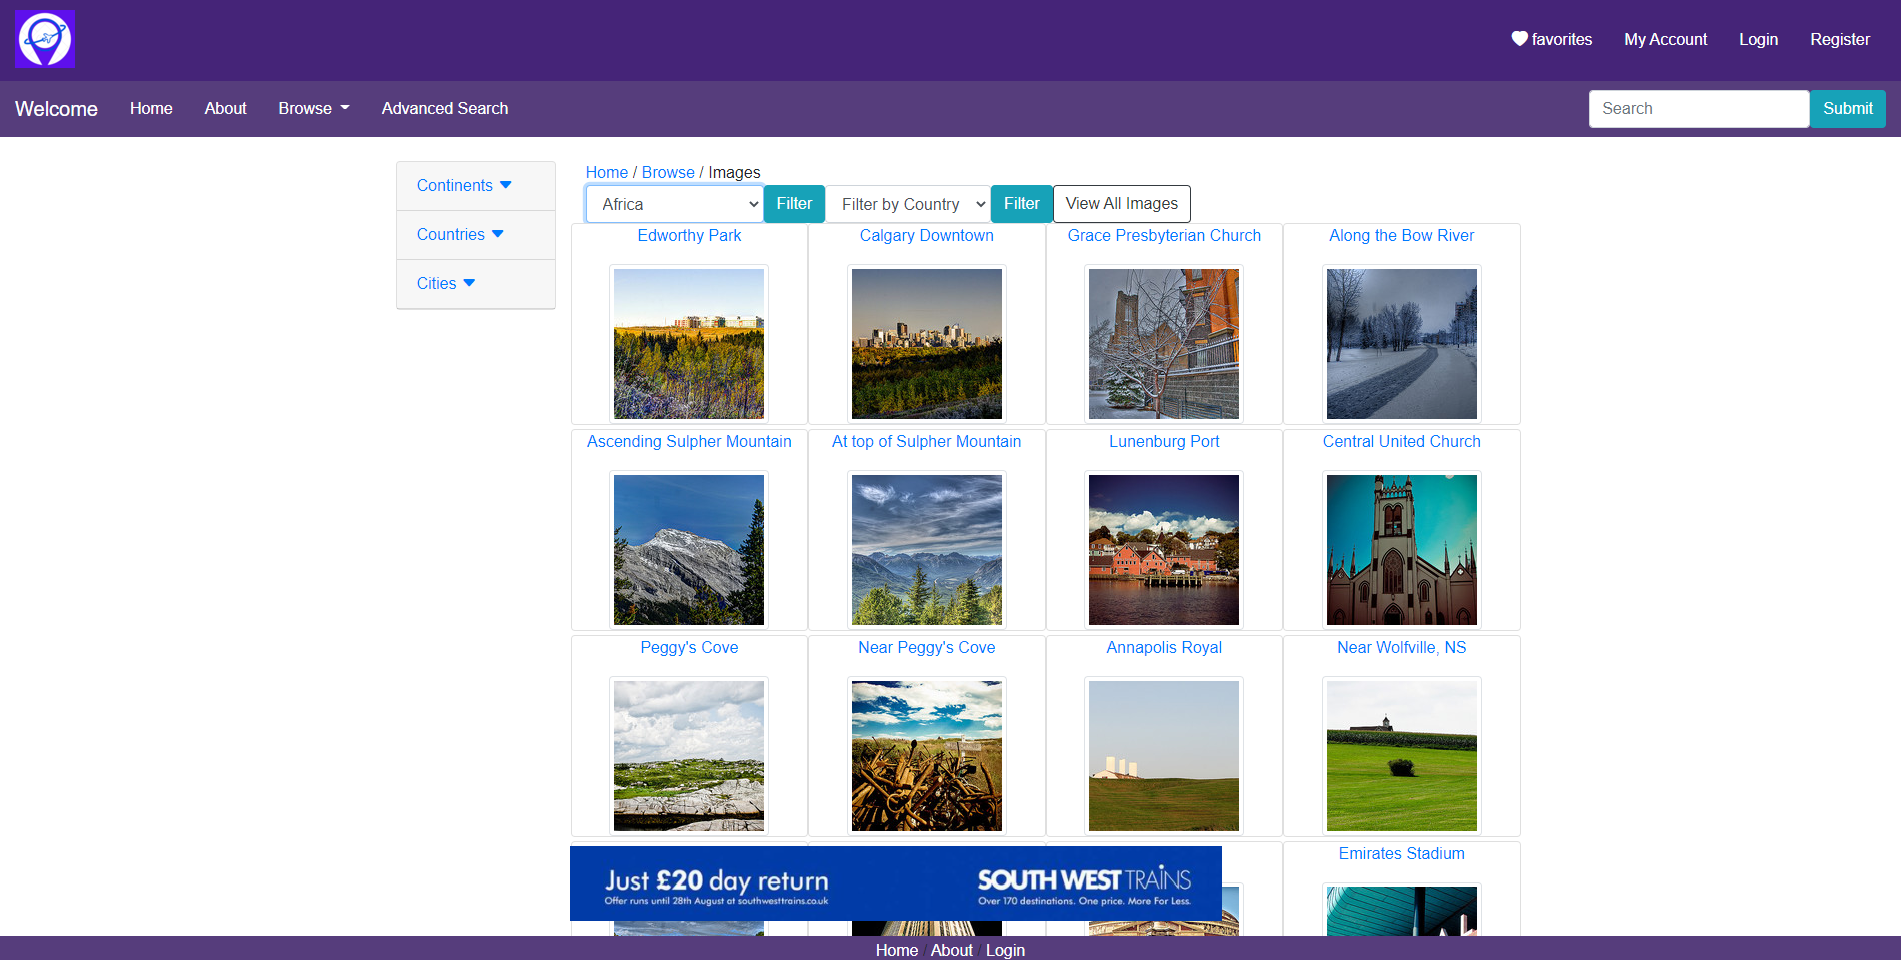 favorites My Account Login Register
Welcome Home About Browse Advanced Search Search Submit
Continents
Countries
Cities
Home / Browse / Images
Africa Filter Filter by Country Filter View All Images
Edworthy Park Calgary Downtown Grace Presbyterian Church Along the Bow River
Ascending Sulpher Mountain At top of Sulpher Mountain Lunenburg Port Central United Church
Peggy's Cove Near Peggy's Cove Annapolis Royal Near Wolfville, NS
Emirates Stadium
Just £20 day return SOUTH WEST TRAINS
Offer runs until 28th August at southwesttrains.co.uk Over 170 destinations. One price. More For Less.
Home / About / Login